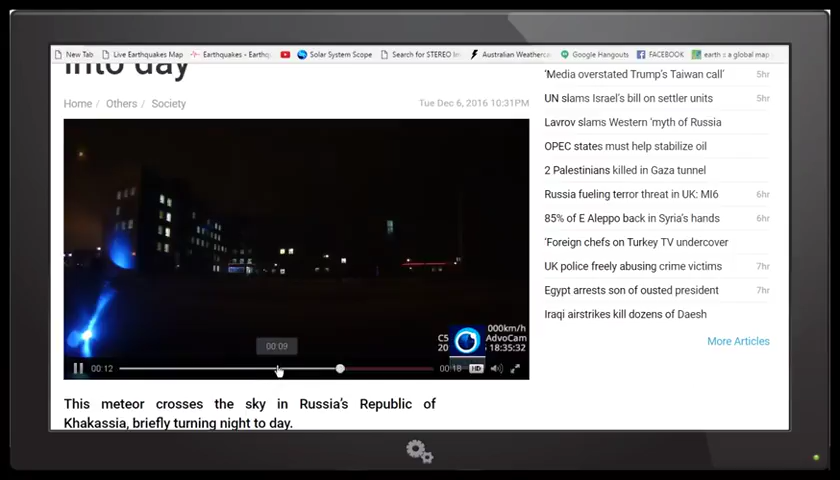 New Tab
Live Earthquakes Map
Earthquakes - Earthq
Solar System Scope
Search for STEREO Im
Australian Weatherca
Google Hangouts
FACEBOOK
earth :: a global map
into day
Home / Others / Society
Tue Dec 6, 2016 10:31PM
000km/h
C5 AdvoCam
20 18:35:32
00:09
00:12
00:18
HD
This meteor crosses the sky in Russia's Republic of
Khakassia, briefly turning night to day.
'Media overstated Trump's Taiwan call' 5hr
UN slams Israel's bill on settler units 5hr
Lavrov slams Western 'myth of Russia
OPEC states must help stabilize oil
2 Palestinians killed in Gaza tunnel
Russia fueling terror threat in UK: MI6 6hr
85% of E Aleppo back in Syria's hands 6hr
'Foreign chefs on Turkey TV undercover
UK police freely abusing crime victims 7hr
Egypt arrests son of ousted president 7hr
Iraqi airstrikes kill dozens of Daesh
More Articles